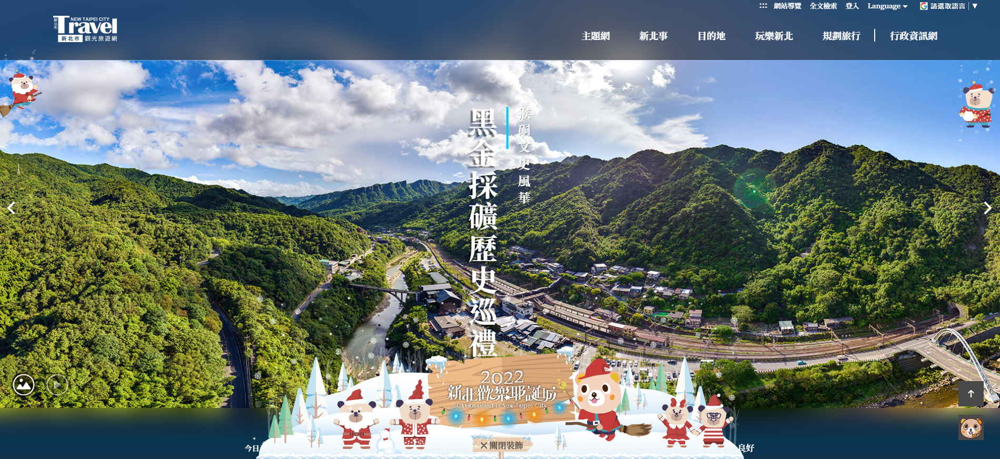 網站導覽 全文檢索 登入 Language 請選取語言 ▼
新北市
NEW TAIPEI CITY
Travel
新北市 觀光旅遊網
主題網 新北事 目的地 玩樂新北 規劃旅行 行政資訊網
猴硐文史風華
黑金採礦歷史巡禮
2022
新北歡樂耶誕城
Christmasland In New Taipei City
關閉裝飾
今日
良好